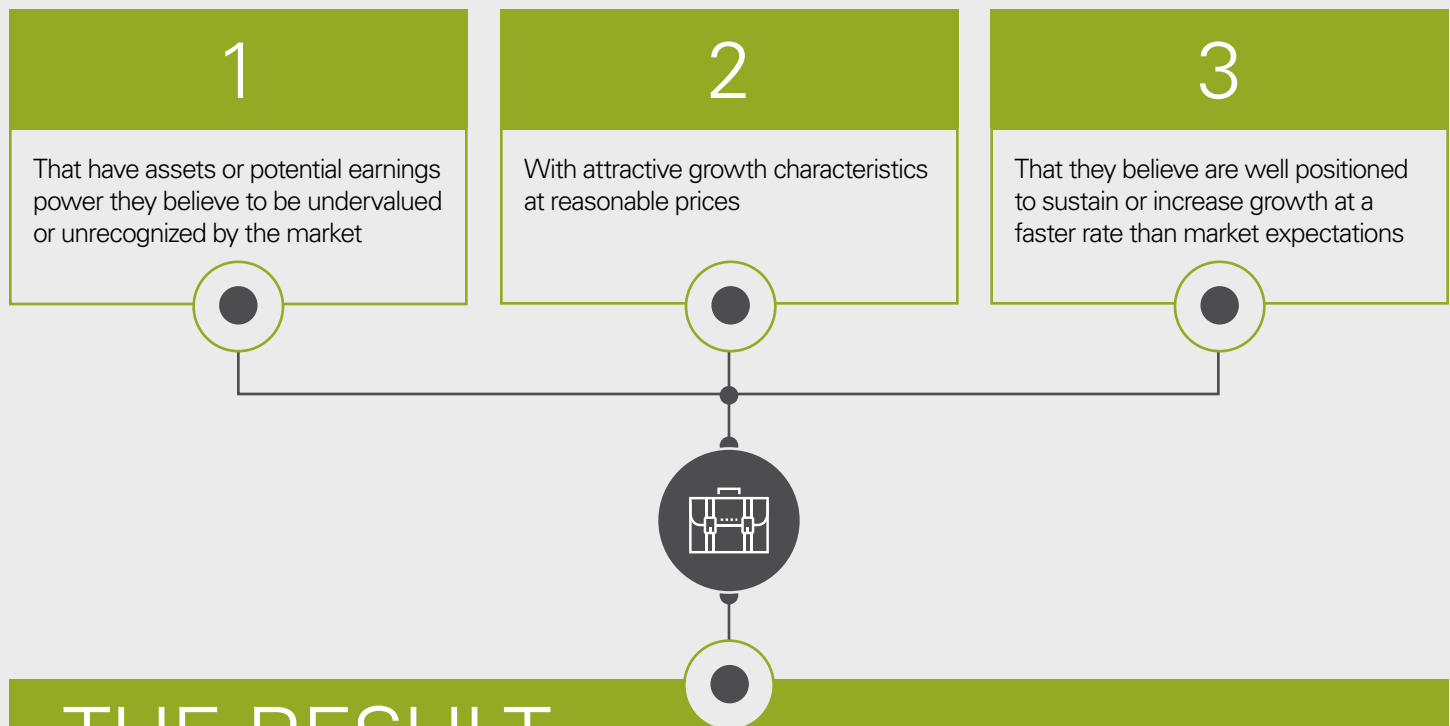 1
That have assets or potential earnings
power they believe to be undervalued
or unrecognized by the market
2
With attractive growth characteristics
at reasonable prices
3
That they believe are well positioned
to sustain or increase growth at a
faster rate than market expectations
THE RESULT